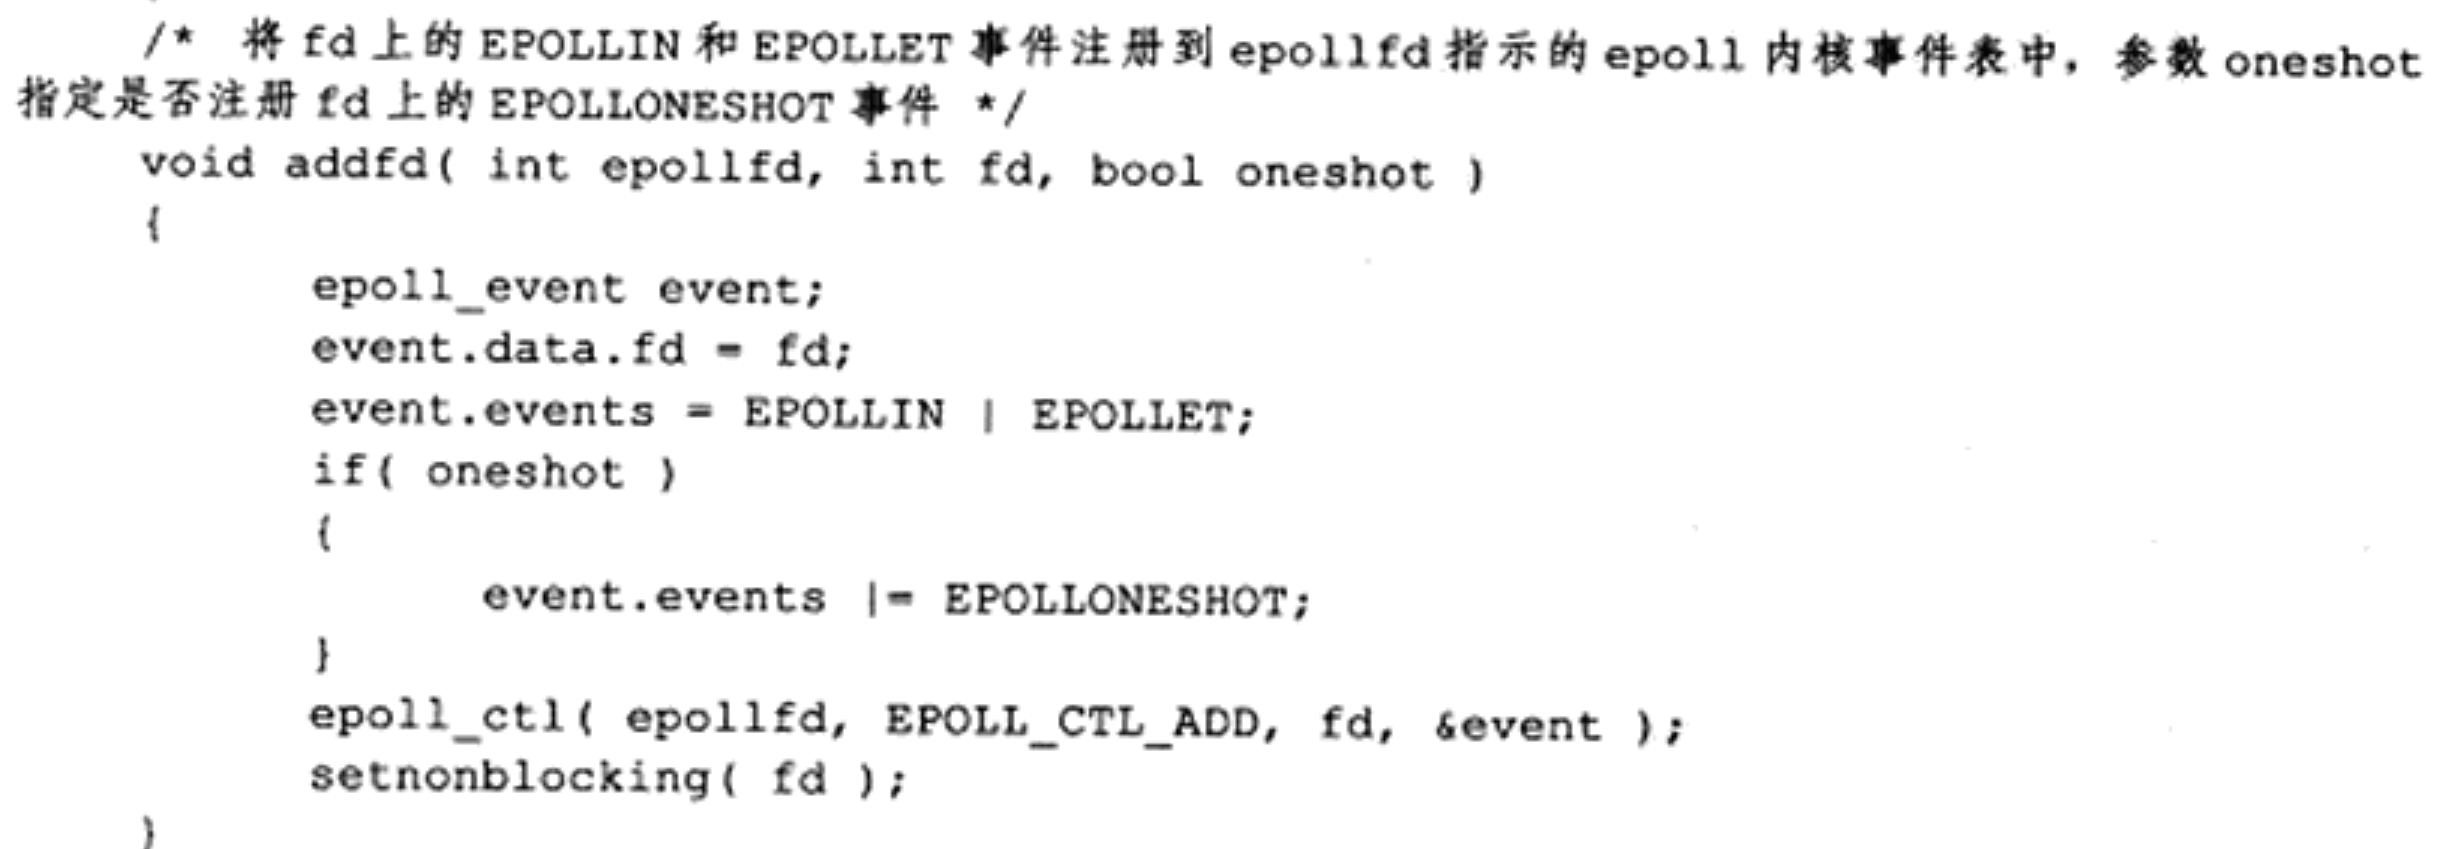 /* 将 fd 上的 EPOLLIN 和 EPOLLET 事件注册到 epollfd 指示的 epoll 内核事件表中，参数 oneshot
指定是否注册 fd 上的 EPOLLONESHOT 事件 */
void addfd( int epollfd, int fd, bool oneshot )
{
epoll_event event;
event.data.fd = fd;
event.events = EPOLLIN | EPOLLET;
if( oneshot )
{
event.events |= EPOLLONESHOT;
}
epoll_ctl( epollfd, EPOLL_CTL_ADD, fd, &event );
setnonblocking( fd );
}